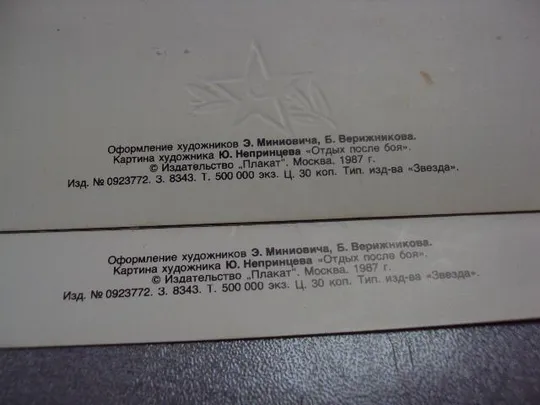 Оформление художников Э. Миниовича, Б. Верижникова.
Картина художника Ю. Непринцева «Отдых после боя».
© Издательство „Плакат". Москва. 1987 г.
Изд. № 0923772. З. 8343. Т. 500 000 экз. Ц. 30 коп. Тип. изд-ва «Звезда».
Оформление художников Э. Миниовича, Б. Верижникова.
Картина художника Ю. Непринцева «Отдых после боя».
© Издательство „Плакат". Москва. 1987 г.
Изд. № 0923772. З. 8343. Т. 500 000 экз. Ц. 30 коп. Тип. изд-ва «Звезда».